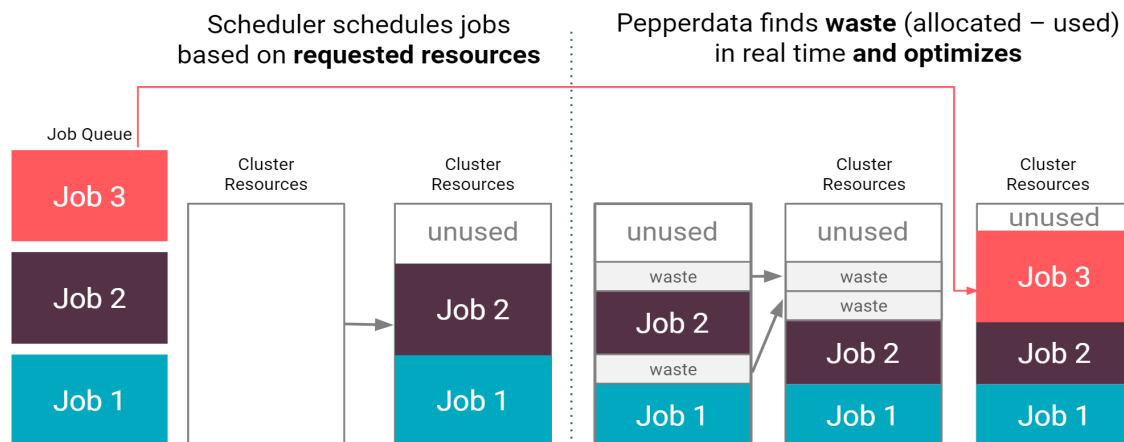 Scheduler schedules jobs
based on requested resources
Pepperdata finds waste (allocated – used)
in real time and optimizes
Job Queue
Job 3
Job 2
Job 1
Cluster
Resources
Cluster
Resources
unused
Job 2
Job 1
unused
waste
Job 2
waste
Job 1
Cluster
Resources
unused
waste
waste
Job 2
Job 1
Cluster
Resources
unused
Job 3
Job 2
Job 1